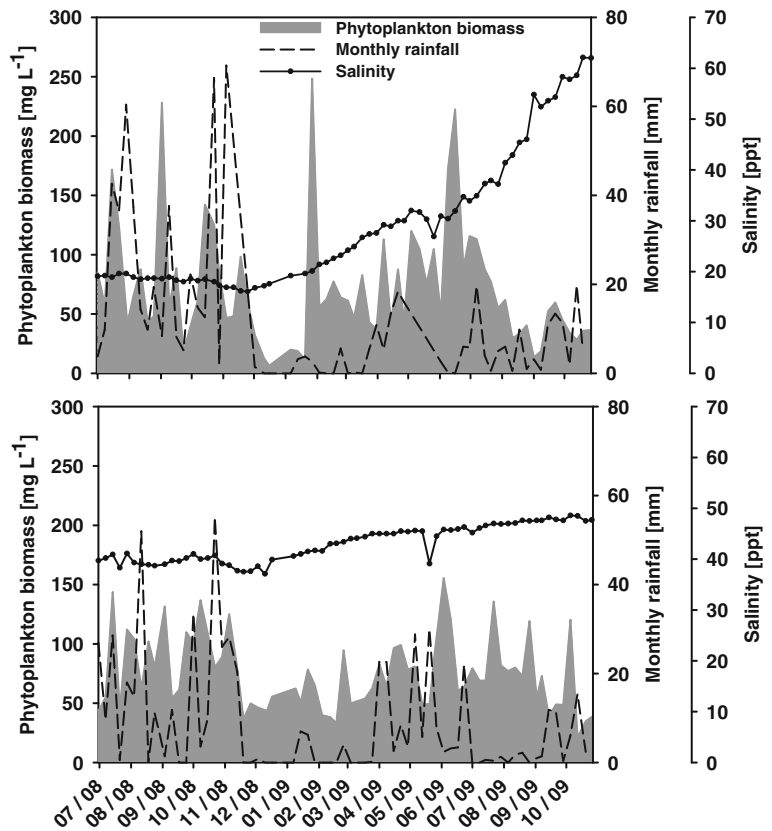 Phytoplankton biomass
Monthly rainfall
Salinity
Phytoplankton biomass [mg L-1]
300
250
200
150
100
50
0
80
60
40
20
0
Monthly rainfall [mm]
70
60
50
40
30
20
10
0
Salinity [ppt]
Phytoplankton biomass [mg L-1]
300
250
200
150
100
50
0
80
60
40
20
0
Monthly rainfall [mm]
70
60
50
40
30
20
10
0
Salinity [ppt]
07 / 08
08 / 08
09 / 08
10 / 08
11 / 08
12 / 08
01 / 09
02 / 09
03 / 09
04 / 09
05 / 09
06 / 09
07 / 09
08 / 09
09 / 09
10 / 09